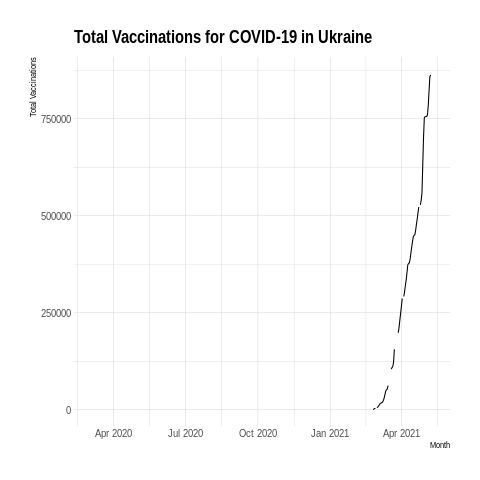 Total Vaccinations for COVID-19 in Ukraine
Total Vaccinations
750000
500000
250000
0
Apr 2020 Jul 2020 Oct 2020 Jan 2021 Apr 2021
Month